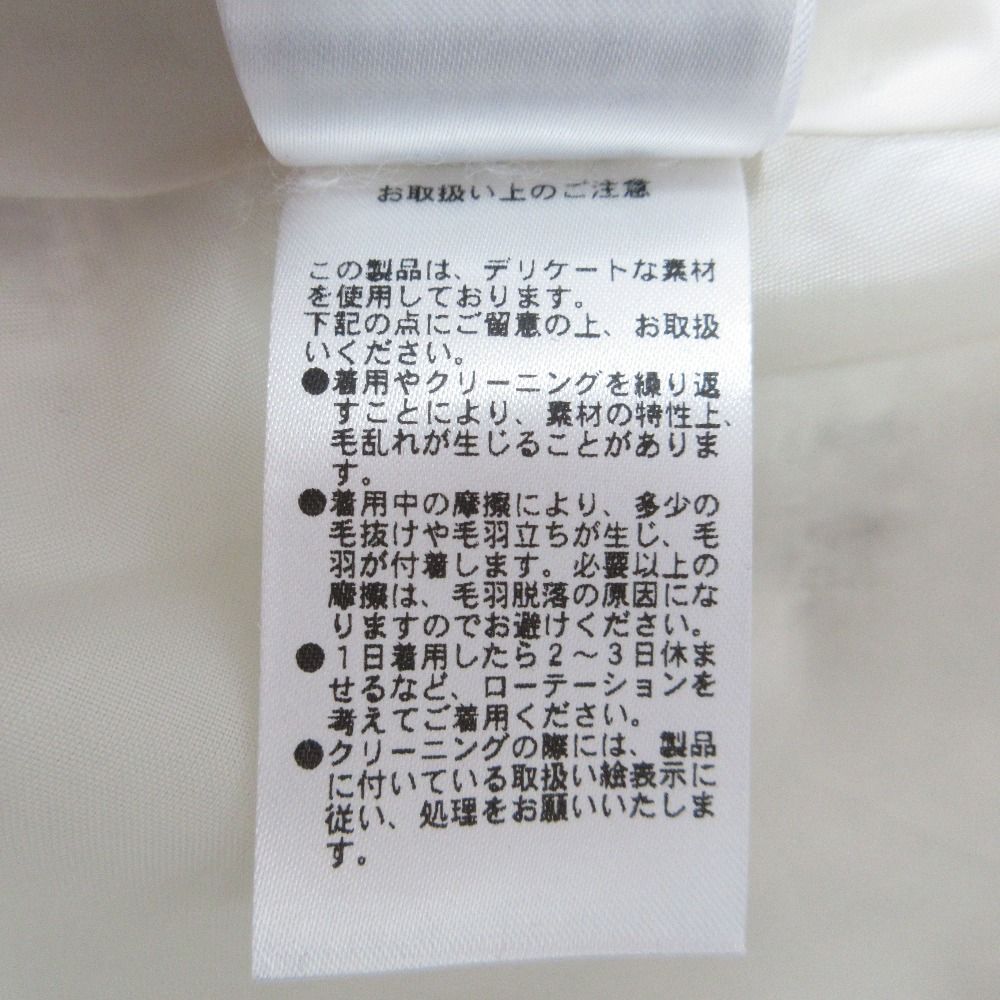 お取扱い上のご注意
この製品は、デリケートな素材
を使用しております。
下記の点にご留意の上、お取扱
いください。
●着用やクリーニングを繰り返
すことにより、素材の特性上、
毛乱れが生じることがありま
す。
●着用中の摩擦により、多少の
毛抜けや毛羽立ちが生じ、毛
羽が付着します。必要以上の
摩擦は、毛羽脱落の原因にな
りますのでお避けください。
●1日着用したら2～3日休ま
せるなど、ローテーションを
考えてご着用ください。
●クリーニングの際には、製品
に付いている取扱い絵表示に
従い、処理をお願いいたしま
す。